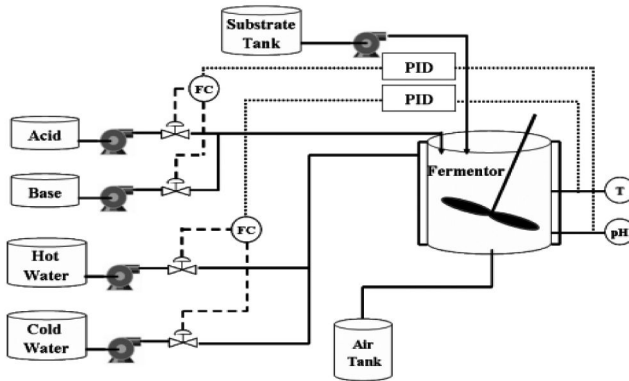 Substrate
Tank
PID
FC
PID
Acid
Fermentor
Base
T
FC
pH
Hot
Water
Cold
Water
Air
Tank